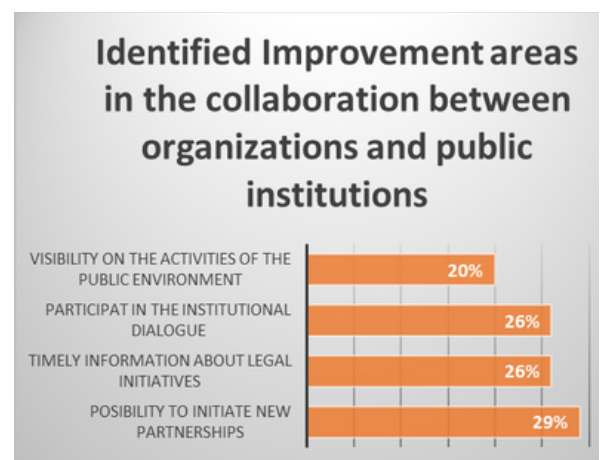 Identified Improvement areas
in the collaboration between
organizations and public
institutions
VISIBILITY ON THE ACTIVITIES OF THE
PUBLIC ENVIRONMENT
20%
PARTICIPAT IN THE INSTITUTIONAL
DIALOGUE
26%
TIMELY INFORMATION ABOUT LEGAL
INITIATIVES
26%
POSIBILITY TO INITIATE NEW
PARTNERSHIPS
29%